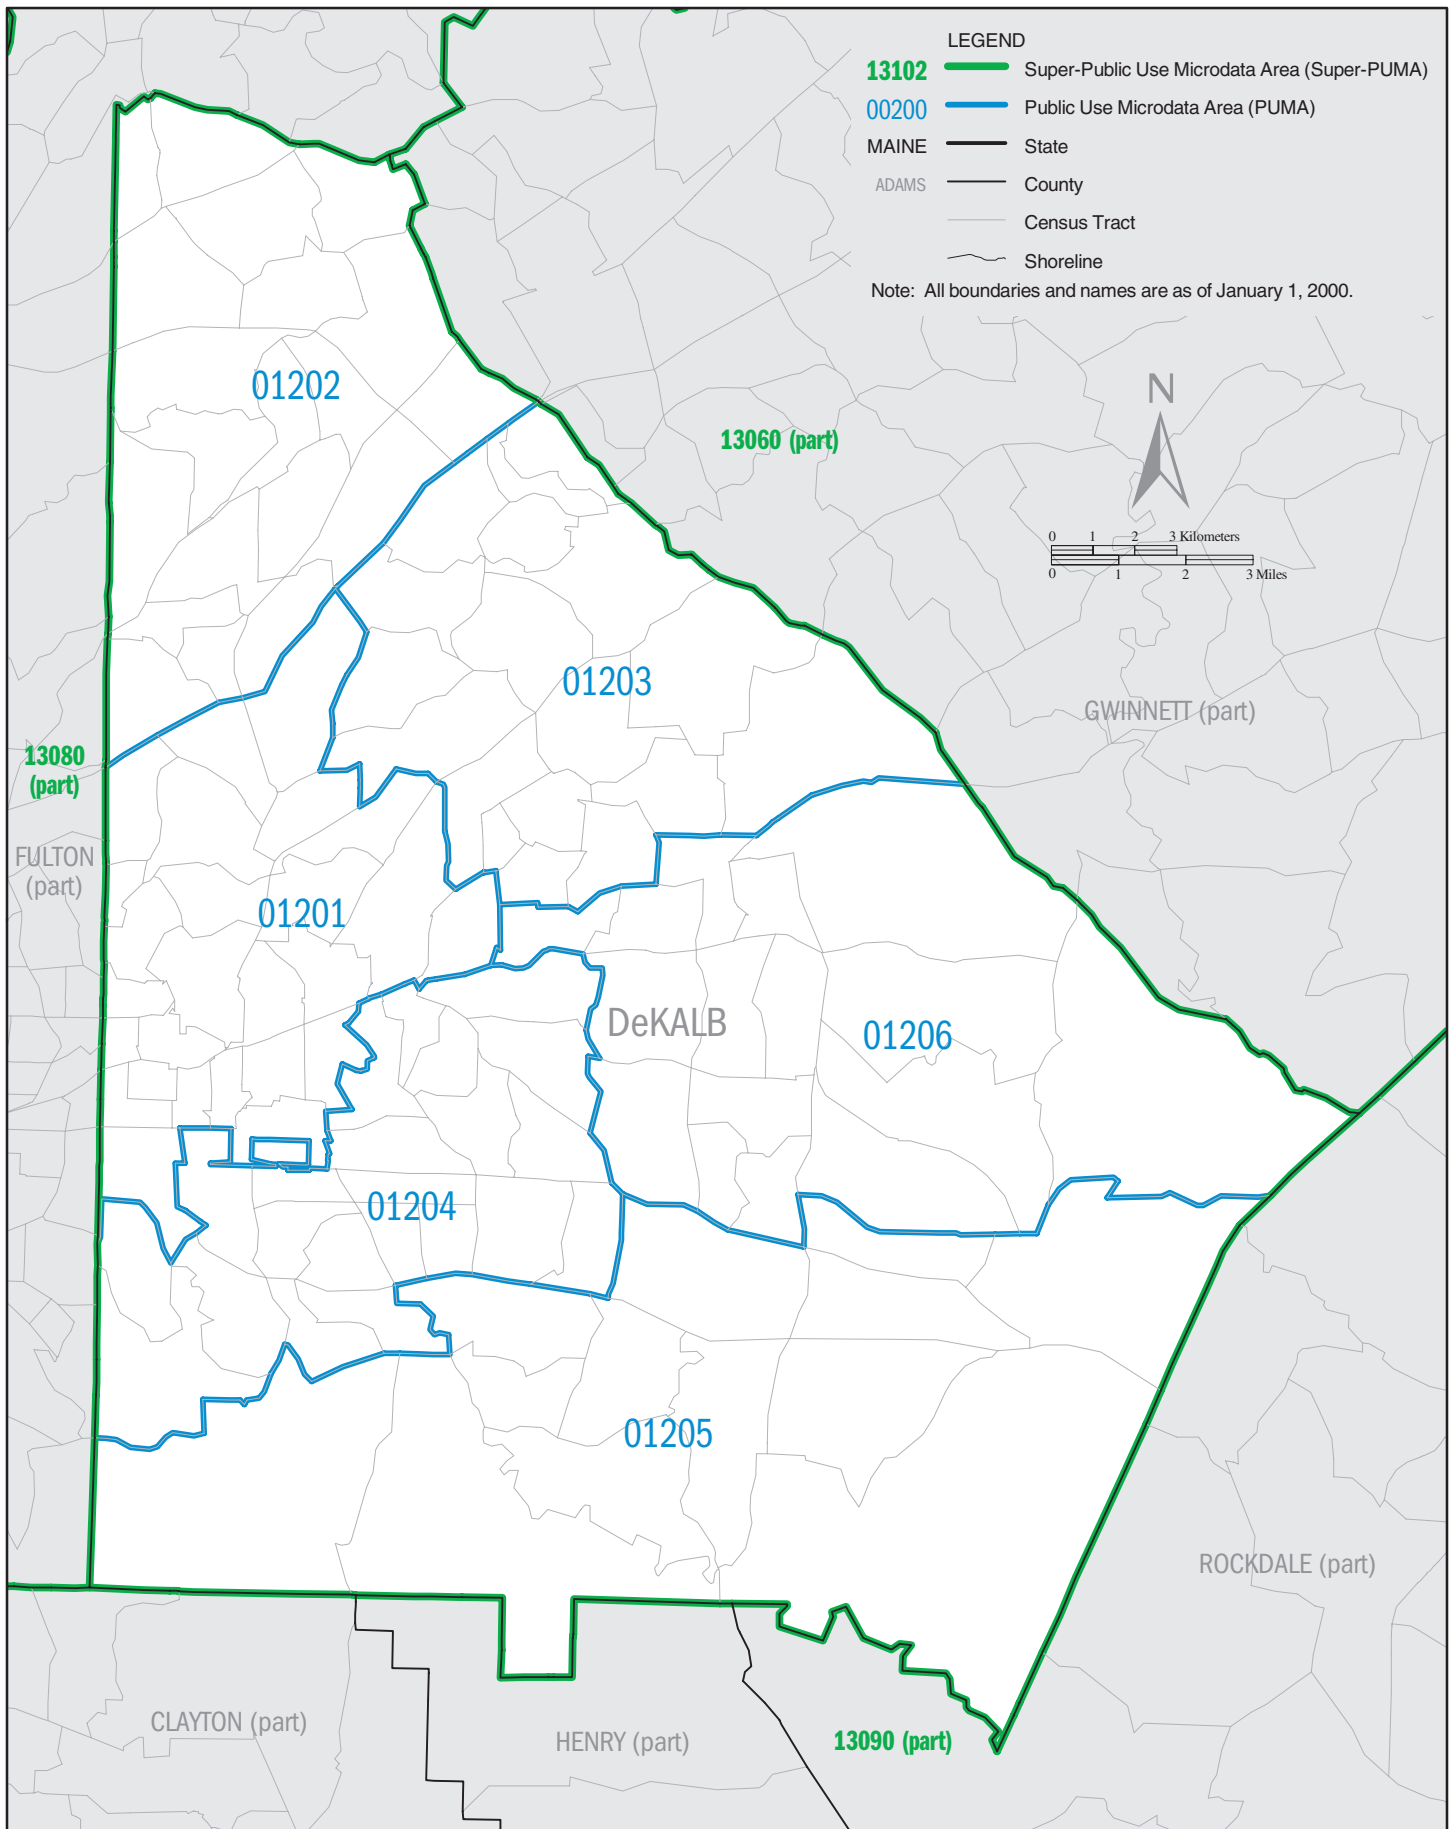 LEGEND
13102 Super-Public Use Microdata Area (Super-PUMA)
00200 Public Use Microdata Area (PUMA)
MAINE State
ADAMS County
Census Tract
Shoreline
Note: All boundaries and names are as of January 1, 2000.
N
01202
13060 (part)
0 1 2 3 Kilometers
0 1 2 3 Miles
01203
GWINNETT (part)
13080
(part)
FULTON
(part)
01201
DeKALB
01206
01204
01205
ROCKDALE (part)
CLAYTON (part)
HENRY (part)
13090 (part)